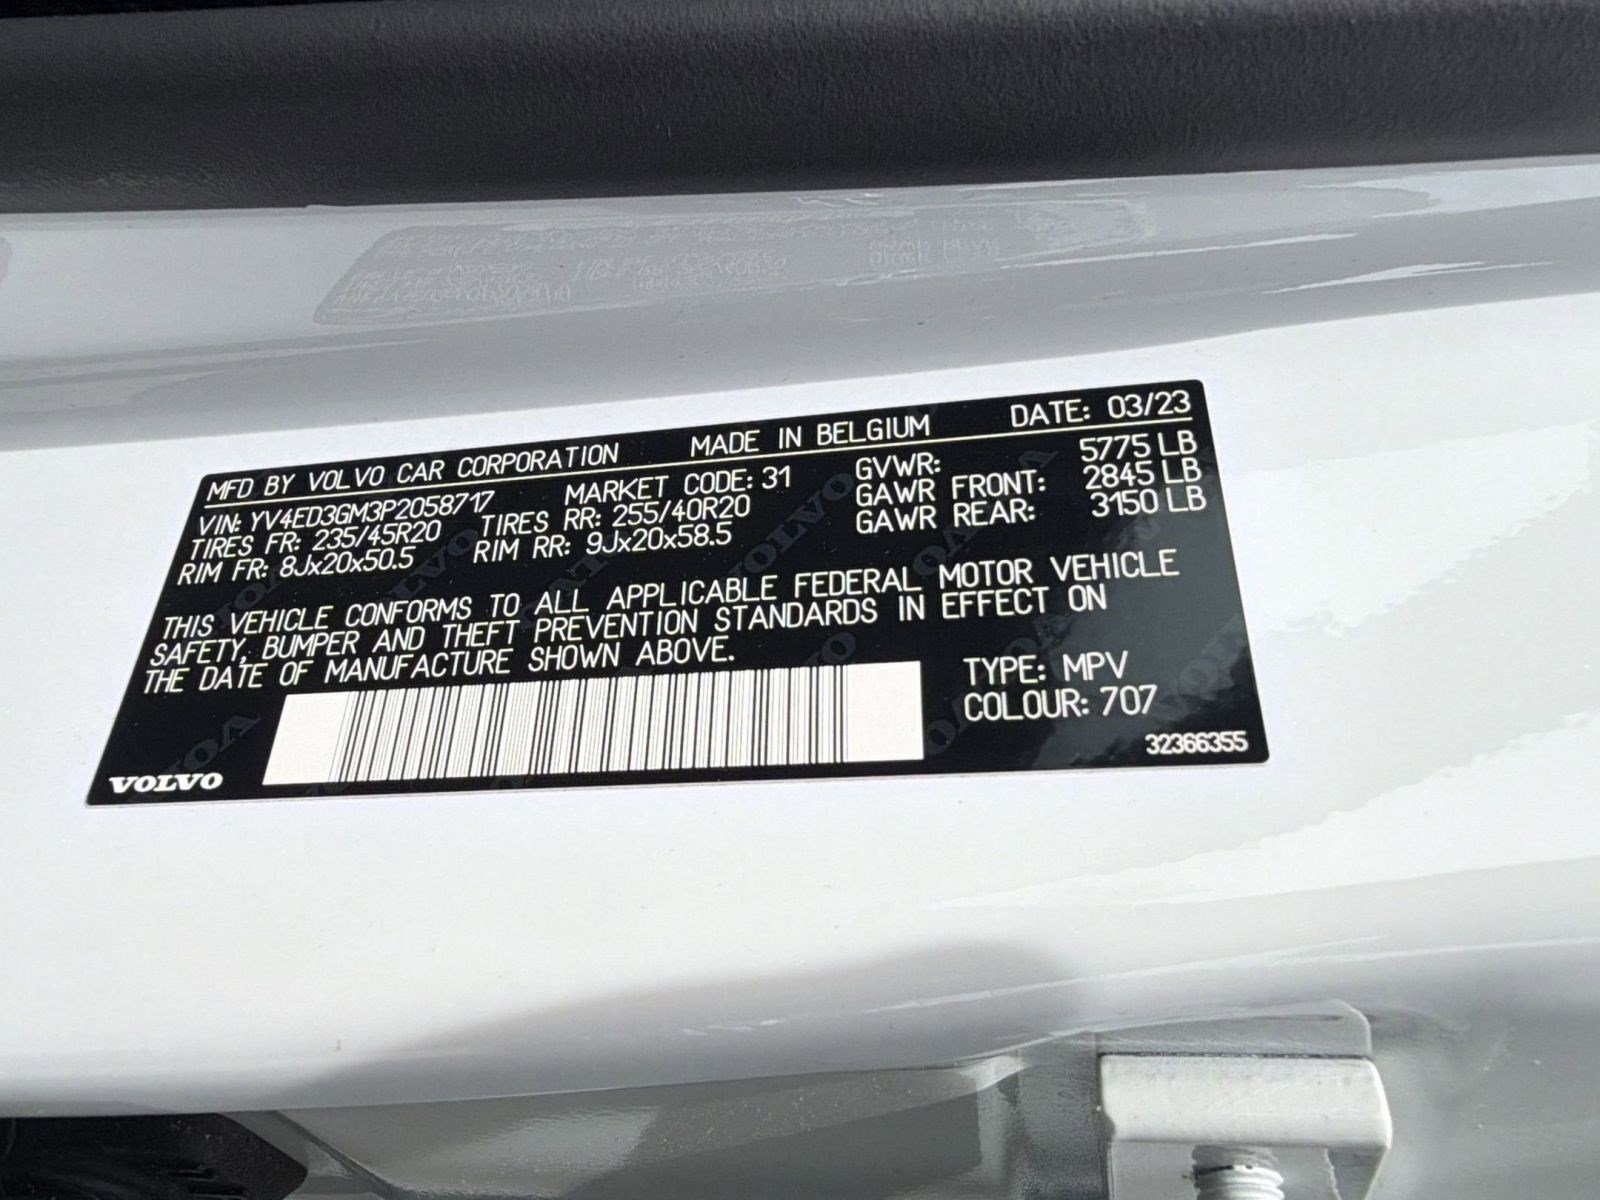 MFD BY VOLVO CAR CORPORATION MADE IN BELGIUM DATE: 03/23
VIN: YV4ED3GM3P2058717 MARKET CODE: 31 GVWR: 5775 LB
TIRES FR: 235/45R20 TIRES RR: 255/40R20 GAWR FRONT: 2845 LB
RIM FR: 8Jx20x50.5 RIM RR: 9Jx20x58.5 GAWR REAR: 3150 LB
THIS VEHICLE CONFORMS TO ALL APPLICABLE FEDERAL MOTOR VEHICLE
SAFETY, BUMPER AND THEFT PREVENTION STANDARDS IN EFFECT ON
THE DATE OF MANUFACTURE SHOWN ABOVE.
TYPE: MPV
COLOUR: 707
32366355
VOLVO